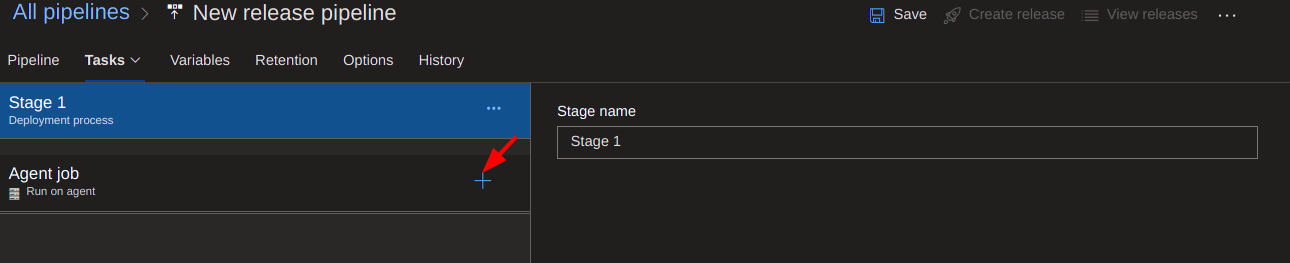 All pipelines > New release pipeline
Save Create release View releases ...
Pipeline Tasks Variables Retention Options History
Stage 1
Deployment process
...
Stage name
Stage 1
Agent job
Run on agent